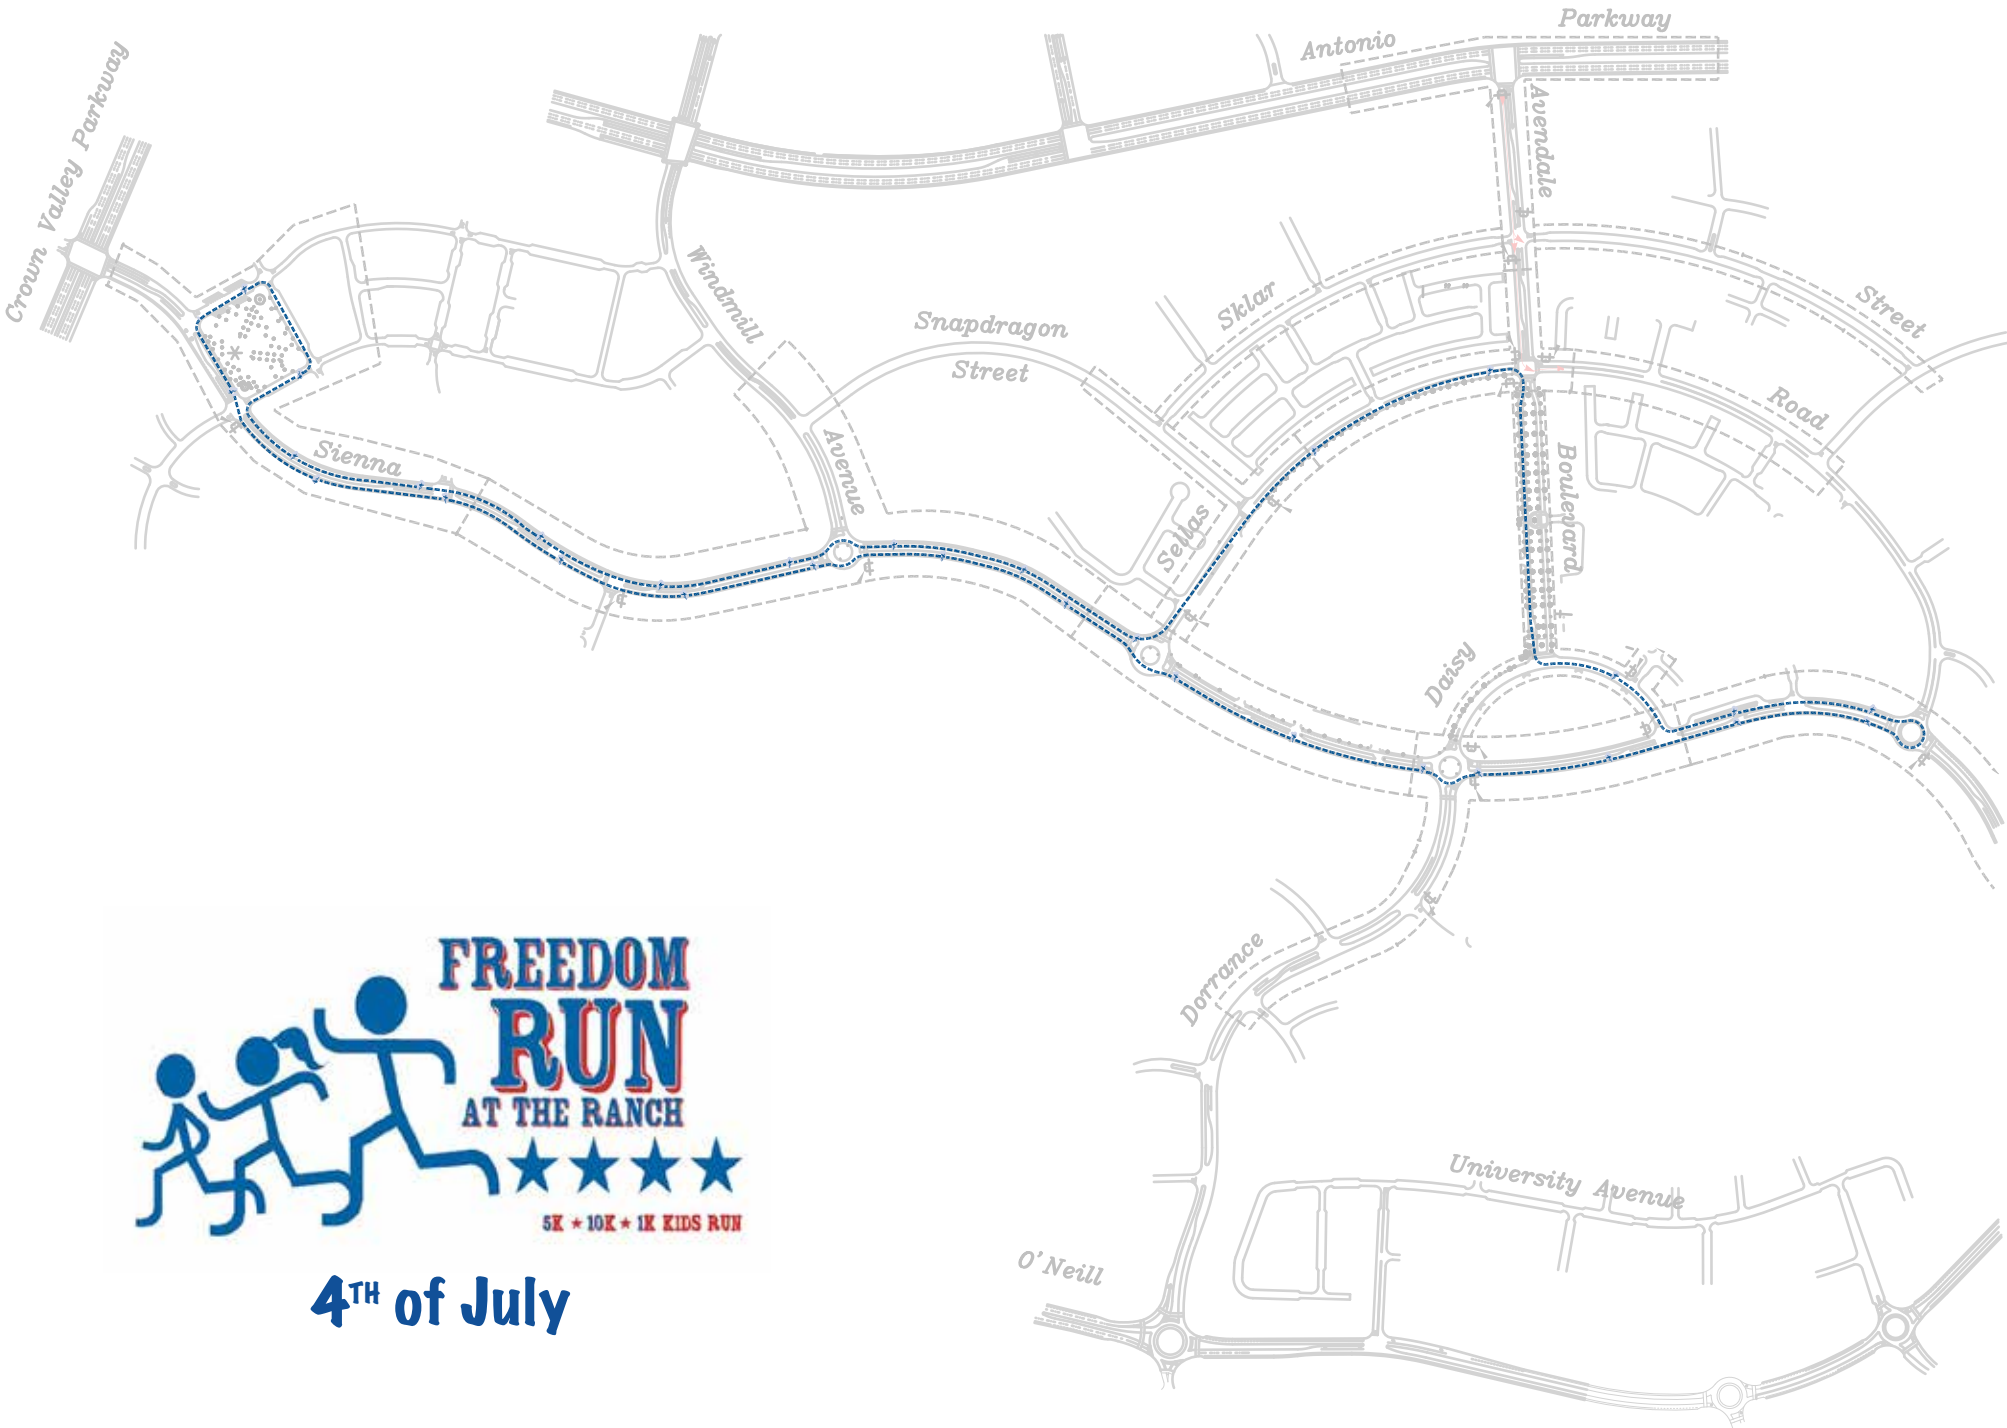 Parkway
Antonio
Crown Valley Parkway
Avendale
Windmill
Sklar
Street
Snapdragon
Street
Road
Avenue
Sienna
Boulevard
Sellas
Daisy
Dorrance
University Avenue
O'Neill
FREEDOM
RUN
AT THE RANCH
5K ★ 10K ★ 1K KIDS RUN
4TH of July